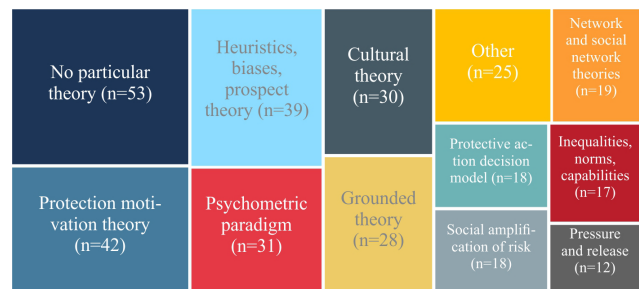 No particular
theory (n=53)
Protection moti-
vation theory
(n=42)
Heuristics,
biases,
prospect
theory (n=39)
Psychometric
paradigm
(n=31)
Cultural
theory
(n=30)
Grounded
theory
(n=28)
Other
(n=25)
Network
and social
network
theories
(n=19)
Protective ac-
tion decision
model (n=18)
Inequalities,
norms,
capabilities
(n=17)
Social amplifi-
cation of risk
(n=18)
Pressure
and release
(n=12)